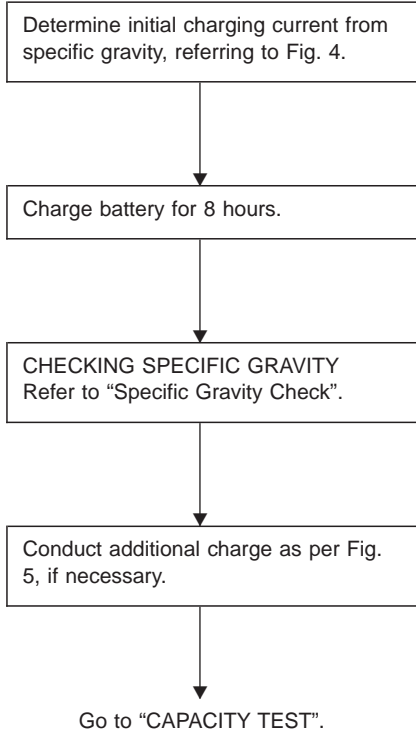 Determine initial charging current from
specific gravity, referring to Fig. 4.
Charge battery for 8 hours.
CHECKING SPECIFIC GRAVITY
Refer to “Specific Gravity Check”.
Conduct additional charge as per Fig.
5, if necessary.
Go to “CAPACITY TEST”.